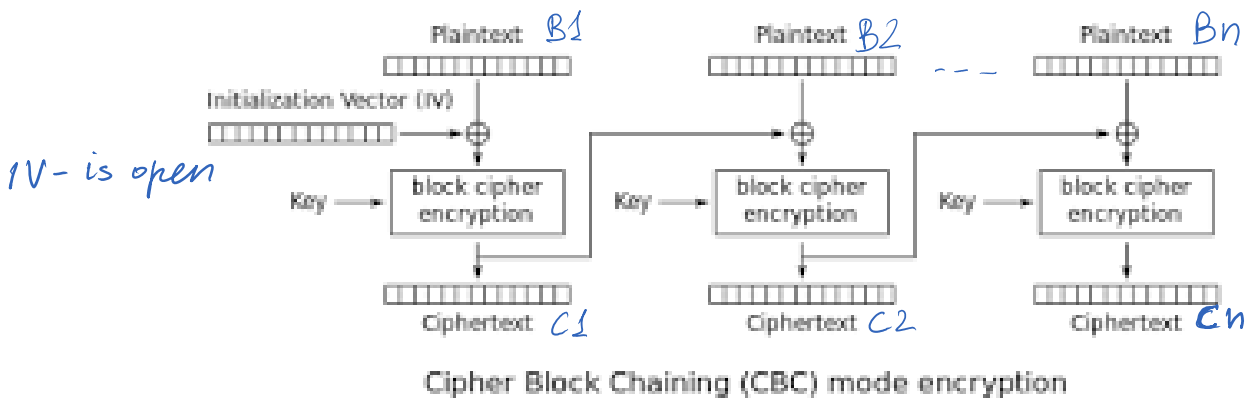 Plaintext B1 Plaintext B2 - - - Plaintext Bn
Initialization Vector (IV)
IV - is open
Key block cipher encryption Key block cipher encryption Key block cipher encryption
Ciphertext C1 Ciphertext C2 Ciphertext Cn
Cipher Block Chaining (CBC) mode encryption